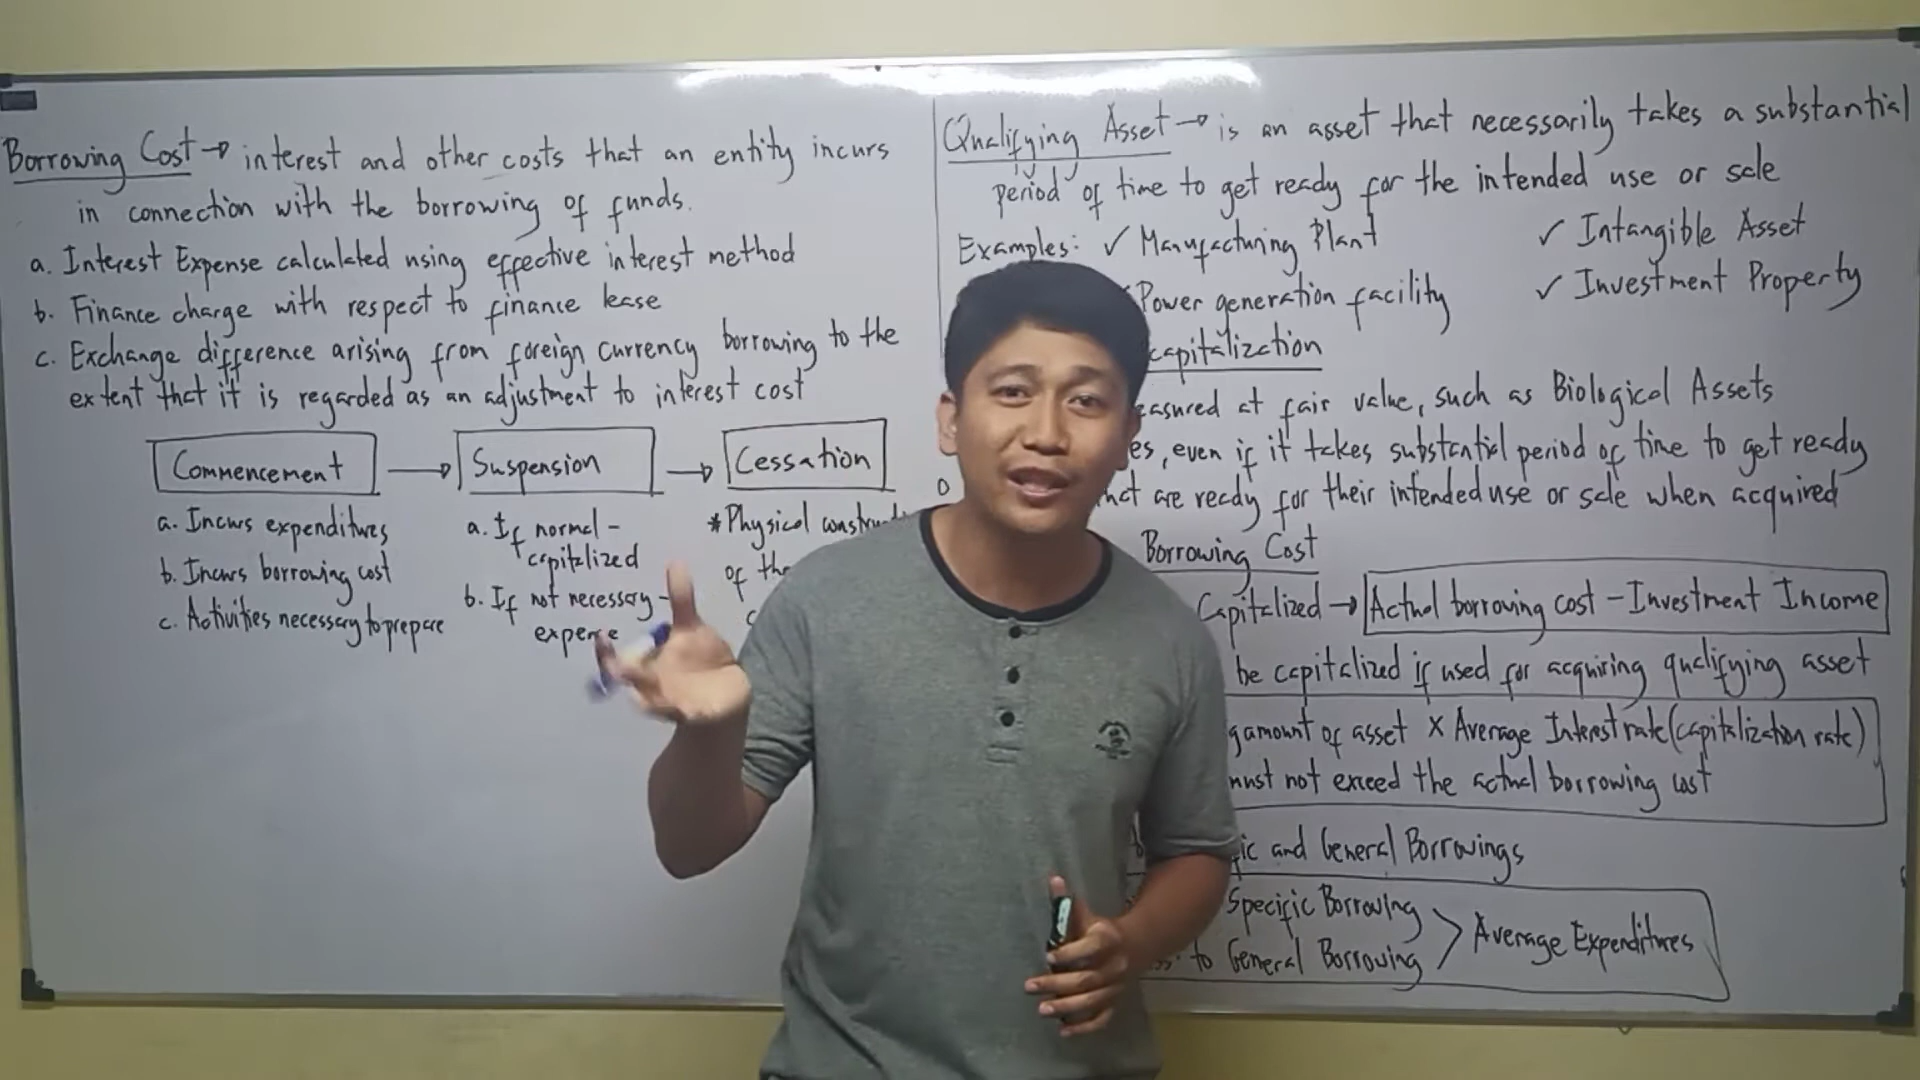 Borrowing Cost → interest and other costs that an entity incurs
in connection with the borrowing of funds.
a. Interest Expense calculated using effective interest method
b. Finance charge with respect to finance lease
c. Exchange difference arising from foreign currency borrowing to the
extent that it is regarded as an adjustment to interest cost
Commencement → Suspension → Cessation
a. Incurs expenditures
b. Incurs borrowing cost
c. Activities necessary to prepare
a. If normal -
capitalized
b. If not necessary -
expense
* Physical
of
Qualifying Asset → is an asset that necessarily takes a substantial
period of time to get ready for the intended use or sale
Examples: ✓ Manufacturing Plant ✓ Intangible Asset
Power generation facility ✓ Investment Property
capitalization
at fair value, such as Biological Assets
, even if it takes substantial period of time to get ready
are ready for their intended use or sale when acquired
Borrowing Cost
Capitalized → Actual borrowing cost - Investment Income
be capitalized if used for acquiring qualifying asset
amount of asset x Average Interest rate (capitalization rate)
must not exceed the actual borrowing cost
and General Borrowings
Specific Borrowing
to General Borrowing > Average Expenditures